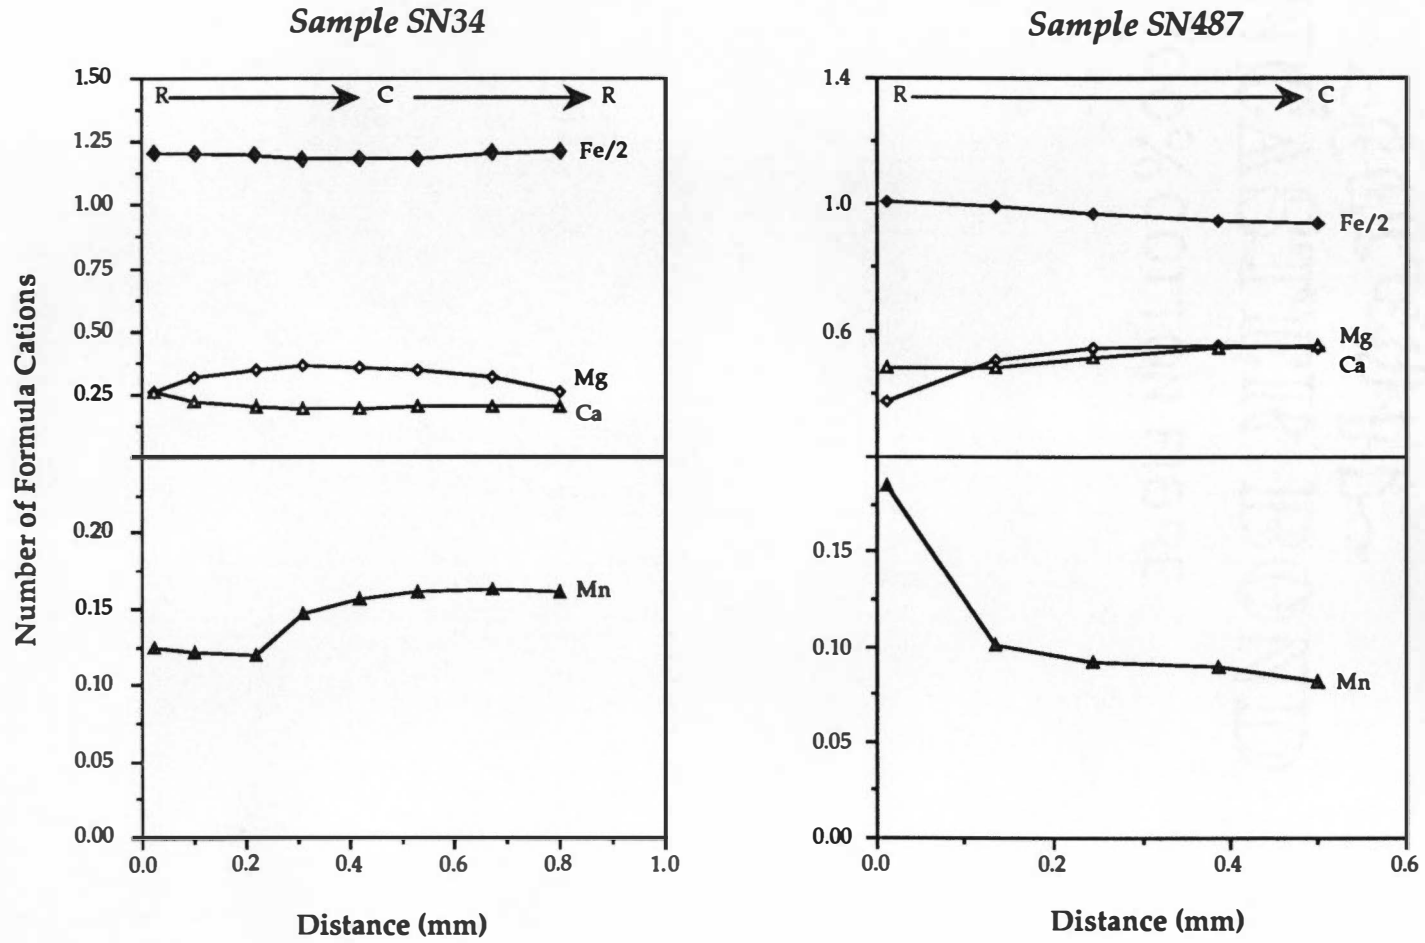 Sample SN34
Sample SN487
Number of Formula Cations
1.50
1.25
1.00
0.75
0.50
0.25
0.20
0.15
0.10
0.05
0.00
R C R
Fe/2
Mg
Ca
Mn
0.0 0.2 0.4 0.6 0.8 1.0
Distance (mm)
1.4
1.0
0.6
0.15
0.10
0.05
0.00
R C
Fe/2
Mg
Ca
Mn
0.0 0.2 0.4 0.6
Distance (mm)